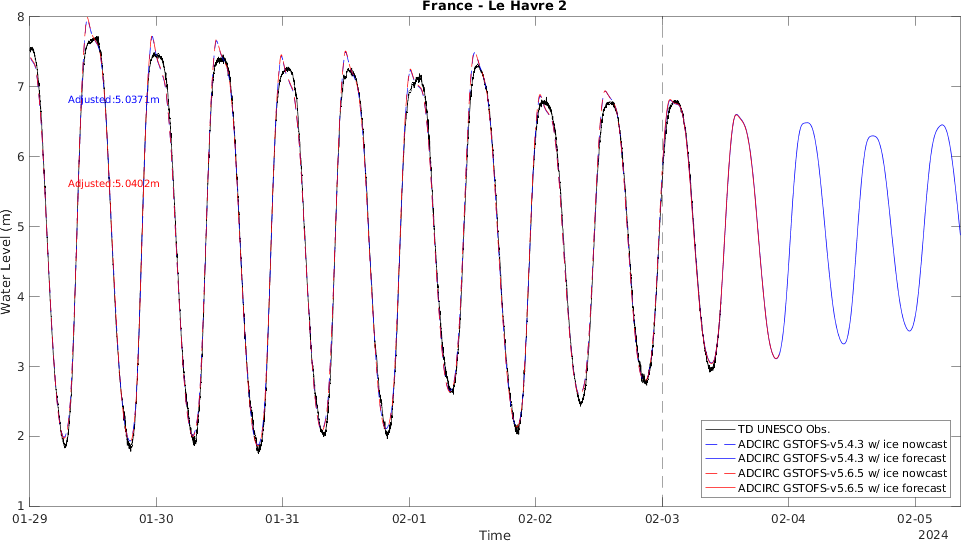 France - Le Havre 2
8
7
6
5
4
3
2
1
Water Level (m)
Adjusted:5.0371m
Adjusted:5.0402m
TD UNESCO Obs.
ADCIRC GSTOFS-v5.4.3 w/ ice nowcast
ADCIRC GSTOFS-v5.4.3 w/ ice forecast
ADCIRC GSTOFS-v5.6.5 w/ ice nowcast
ADCIRC GSTOFS-v5.6.5 w/ ice forecast
01-29 01-30 01-31 02-01 02-02 02-03 02-04 02-05
Time
2024